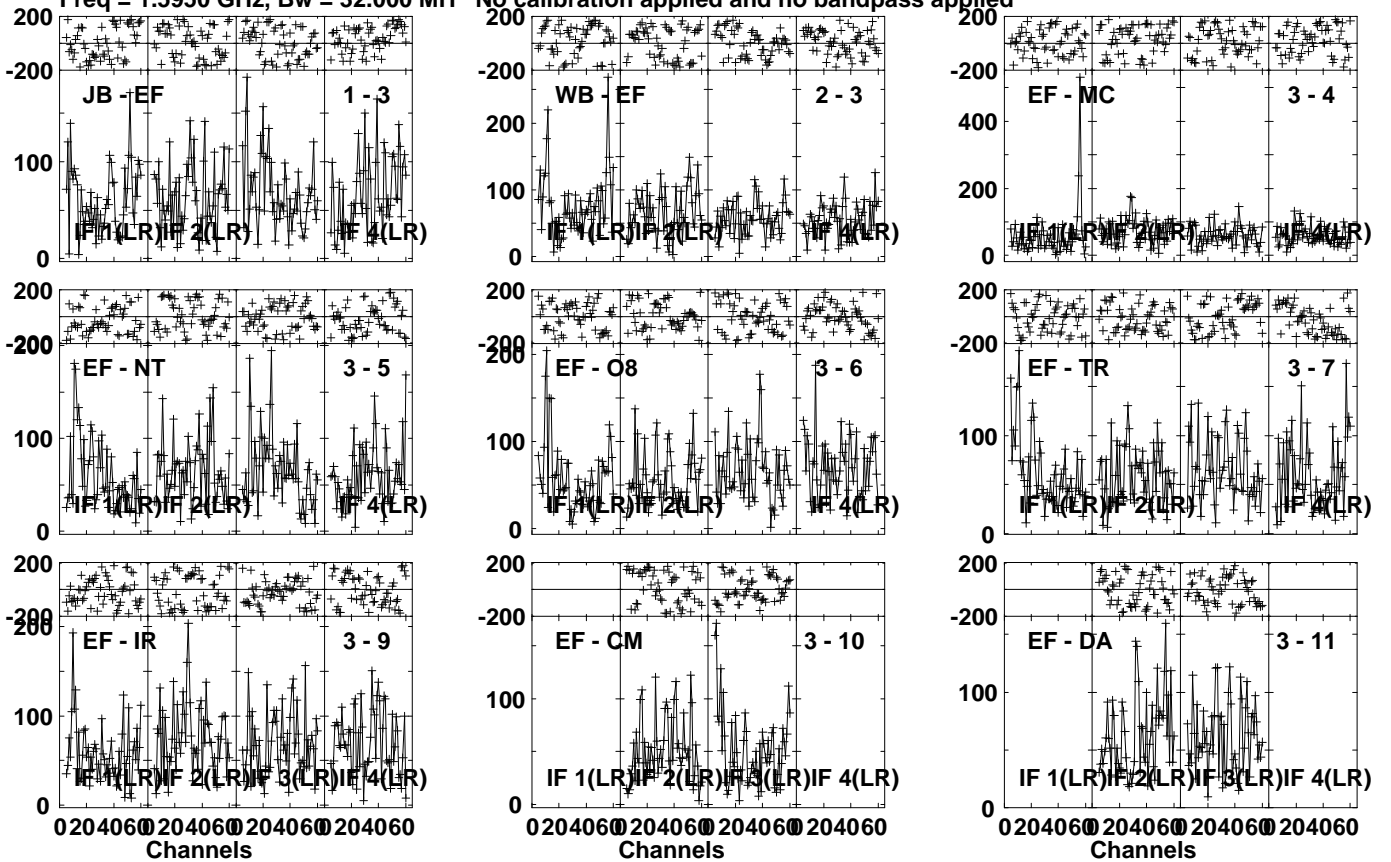 Freq = 1.5950 GHz, Bw = 32.000 MH No calibration applied and no bandpass applied
200 200 200
-200 -200 -200
JB - EF 1 - 3 WB - EF 2 - 3 EF - MC 3 - 4
200 400
100 100 200
IF 1(LR) IF 2(LR) IF 4(LR) IF 1(LR) IF 2(LR) IF 4(LR) IF 1(LR) IF 2(LR) IF 4(LR)
0 0 0
200 200 200
-200 -200 -200
200 200
EF - NT 3 - 5 EF - O8 3 - 6 EF - TR 3 - 7
100 100 100
IF 1(LR) IF 2(LR) IF 4(LR) IF 1(LR) IF 2(LR) IF 4(LR) IF 1(LR) IF 2(LR) IF 4(LR)
0 0 0
200 200 200
-200 -200 -200
200
EF - IR 3 - 9 EF - CM 3 - 10 EF - DA 3 - 11
100 100 100
IF 1(LR) IF 2(LR) IF 3(LR) IF 4(LR) IF 1(LR) IF 2(LR) IF 3(LR) IF 4(LR) IF 1(LR) IF 2(LR) IF 3(LR) IF 4(LR)
0 0 0
0 20 40 60 0 20 40 60 0 20 40 60 0 20 40 60 0 20 40 60 0 20 40 60 0 20 40 60 0 20 40 60 0 20 40 60 0 20 40 60 0 20 40 60 0 20 40 60
Channels Channels Channels